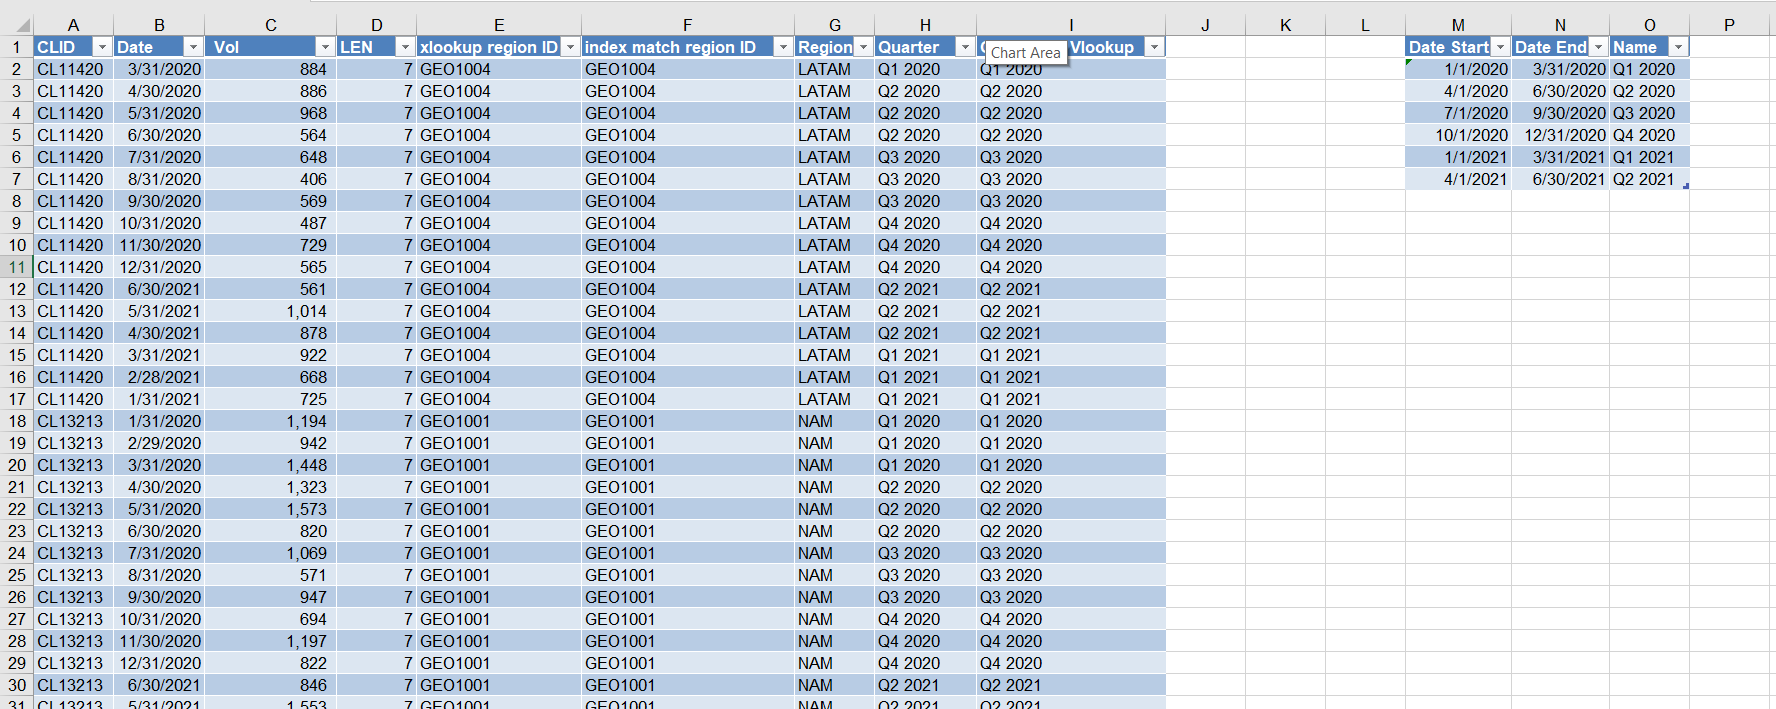 A B C D E F G H I J K L M N O P
1 CLID Date Vol LEN xlookup region ID index match region ID Region Quarter Vlookup Date Start Date End Name
Chart Area
2 CL11420 3/31/2020 884 7 GEO1004 GEO1004 LATAM Q1 2020 Q1 2020 1/1/2020 3/31/2020 Q1 2020
3 CL11420 4/30/2020 886 7 GEO1004 GEO1004 LATAM Q2 2020 Q2 2020 4/1/2020 6/30/2020 Q2 2020
4 CL11420 5/31/2020 968 7 GEO1004 GEO1004 LATAM Q2 2020 Q2 2020 7/1/2020 9/30/2020 Q3 2020
5 CL11420 6/30/2020 564 7 GEO1004 GEO1004 LATAM Q2 2020 Q2 2020 10/1/2020 12/31/2020 Q4 2020
6 CL11420 7/31/2020 648 7 GEO1004 GEO1004 LATAM Q3 2020 Q3 2020 1/1/2021 3/31/2021 Q1 2021
7 CL11420 8/31/2020 406 7 GEO1004 GEO1004 LATAM Q3 2020 Q3 2020 4/1/2021 6/30/2021 Q2 2021
8 CL11420 9/30/2020 569 7 GEO1004 GEO1004 LATAM Q3 2020 Q3 2020
9 CL11420 10/31/2020 487 7 GEO1004 GEO1004 LATAM Q4 2020 Q4 2020
10 CL11420 11/30/2020 729 7 GEO1004 GEO1004 LATAM Q4 2020 Q4 2020
11 CL11420 12/31/2020 565 7 GEO1004 GEO1004 LATAM Q4 2020 Q4 2020
12 CL11420 6/30/2021 561 7 GEO1004 GEO1004 LATAM Q2 2021 Q2 2021
13 CL11420 5/31/2021 1,014 7 GEO1004 GEO1004 LATAM Q2 2021 Q2 2021
14 CL11420 4/30/2021 878 7 GEO1004 GEO1004 LATAM Q2 2021 Q2 2021
15 CL11420 3/31/2021 922 7 GEO1004 GEO1004 LATAM Q1 2021 Q1 2021
16 CL11420 2/28/2021 668 7 GEO1004 GEO1004 LATAM Q1 2021 Q1 2021
17 CL11420 1/31/2021 725 7 GEO1004 GEO1004 LATAM Q1 2021 Q1 2021
18 CL13213 1/31/2020 1,194 7 GEO1001 GEO1001 NAM Q1 2020 Q1 2020
19 CL13213 2/29/2020 942 7 GEO1001 GEO1001 NAM Q1 2020 Q1 2020
20 CL13213 3/31/2020 1,448 7 GEO1001 GEO1001 NAM Q1 2020 Q1 2020
21 CL13213 4/30/2020 1,323 7 GEO1001 GEO1001 NAM Q2 2020 Q2 2020
22 CL13213 5/31/2020 1,573 7 GEO1001 GEO1001 NAM Q2 2020 Q2 2020
23 CL13213 6/30/2020 820 7 GEO1001 GEO1001 NAM Q2 2020 Q2 2020
24 CL13213 7/31/2020 1,069 7 GEO1001 GEO1001 NAM Q3 2020 Q3 2020
25 CL13213 8/31/2020 571 7 GEO1001 GEO1001 NAM Q3 2020 Q3 2020
26 CL13213 9/30/2020 947 7 GEO1001 GEO1001 NAM Q3 2020 Q3 2020
27 CL13213 10/31/2020 694 7 GEO1001 GEO1001 NAM Q4 2020 Q4 2020
28 CL13213 11/30/2020 1,197 7 GEO1001 GEO1001 NAM Q4 2020 Q4 2020
29 CL13213 12/31/2020 822 7 GEO1001 GEO1001 NAM Q4 2020 Q4 2020
30 CL13213 6/30/2021 846 7 GEO1001 GEO1001 NAM Q2 2021 Q2 2021
31 CL13213 5/31/2021 1,553 7 GEO1001 GEO1001 NAM Q2 2021 Q2 2021